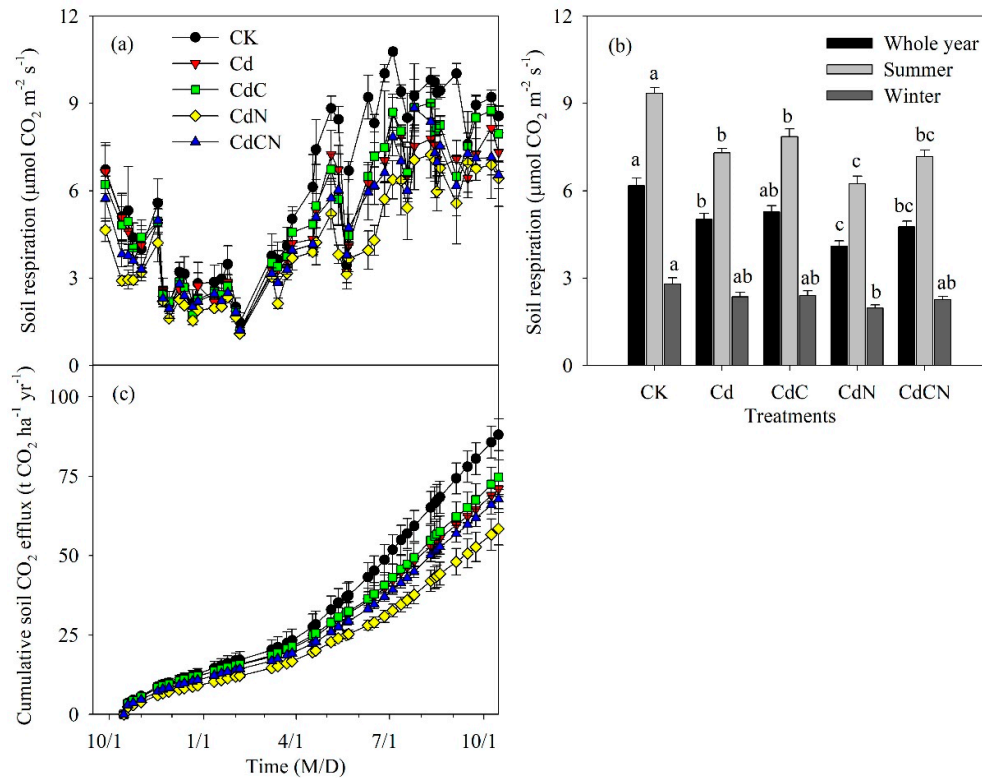 (a)
CK
Cd
CdC
CdN
CdCN
12
9
6
3
0
Soil respiration (μmol CO2 m-2 s-1)
(b)
Whole year
Summer
Winter
12
9
6
3
0
Soil respiration (μmol CO2 m-2 s-1)
a a a
b b ab
ab b ab
c c b
bc bc ab
CK Cd CdC CdN CdCN
Treatments
(c)
100
75
50
25
0
Cumulative soil CO2 efflux (t CO2 ha-1 yr-1)
10/1 1/1 4/1 7/1 10/1
Time (M/D)